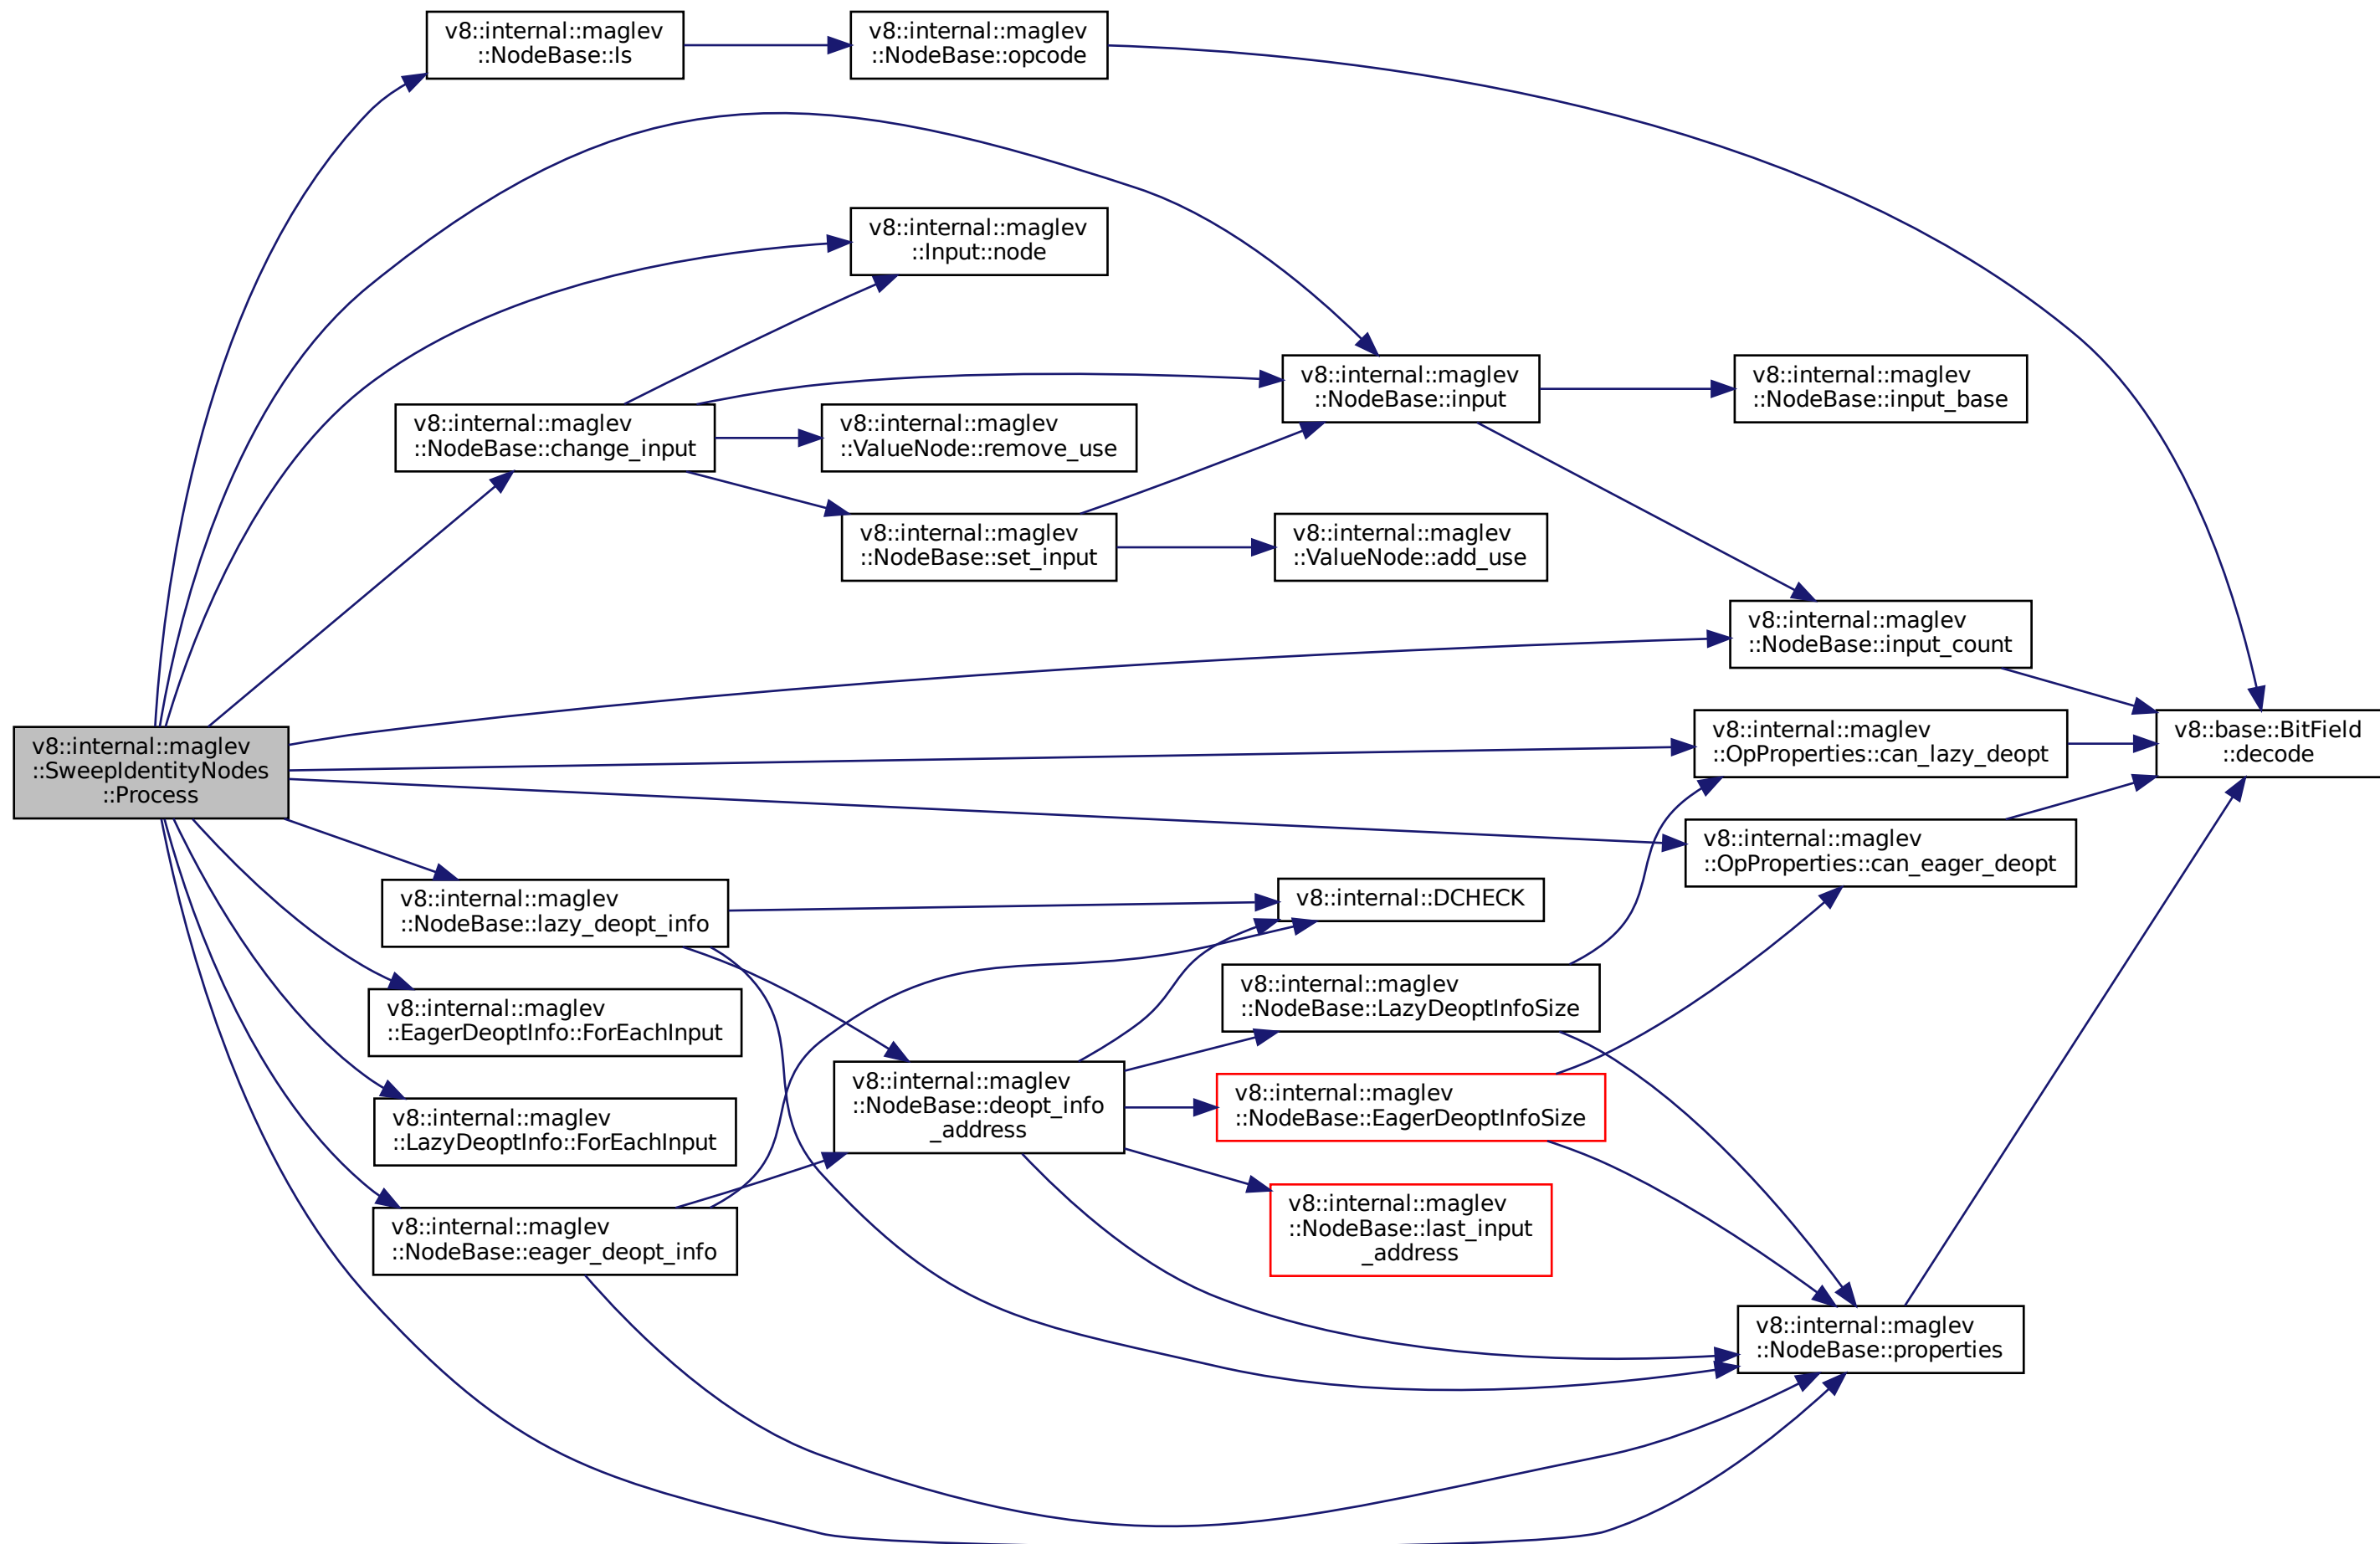 v8::internal::maglev
::NodeBase::Is
v8::internal::maglev
::NodeBase::opcode
v8::internal::maglev
::Input::node
v8::internal::maglev
::NodeBase::input
v8::internal::maglev
::NodeBase::input_base
v8::internal::maglev
::NodeBase::change_input
v8::internal::maglev
::ValueNode::remove_use
v8::internal::maglev
::NodeBase::set_input
v8::internal::maglev
::ValueNode::add_use
v8::internal::maglev
::NodeBase::input_count
v8::internal::maglev
::SweepIdentityNodes
::Process
v8::internal::maglev
::OpProperties::can_lazy_deopt
v8::base::BitField
::decode
v8::internal::maglev
::OpProperties::can_eager_deopt
v8::internal::maglev
::NodeBase::lazy_deopt_info
v8::internal::DCHECK
v8::internal::maglev
::NodeBase::LazyDeoptInfoSize
v8::internal::maglev
::EagerDeoptInfo::ForEachInput
v8::internal::maglev
::NodeBase::deopt_info
_address
v8::internal::maglev
::NodeBase::EagerDeoptInfoSize
v8::internal::maglev
::LazyDeoptInfo::ForEachInput
v8::internal::maglev
::NodeBase::last_input
_address
v8::internal::maglev
::NodeBase::eager_deopt_info
v8::internal::maglev
::NodeBase::properties